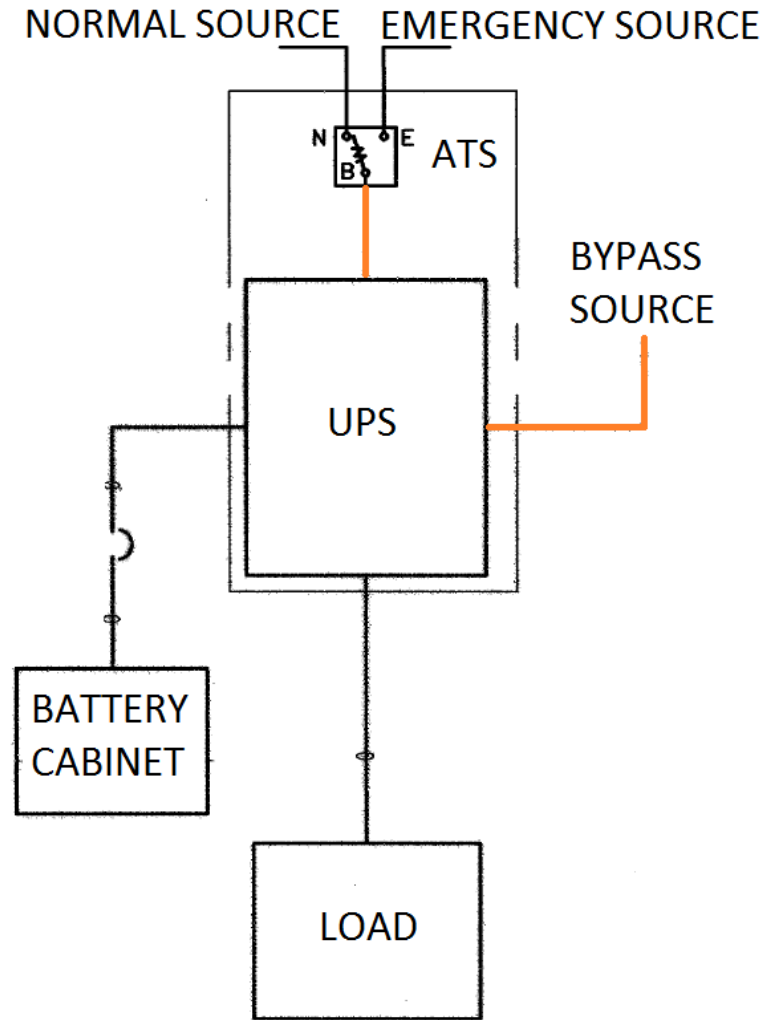 NORMAL SOURCE
EMERGENCY SOURCE
N
E
ATS
B
BYPASS
SOURCE
UPS
BATTERY
CABINET
LOAD